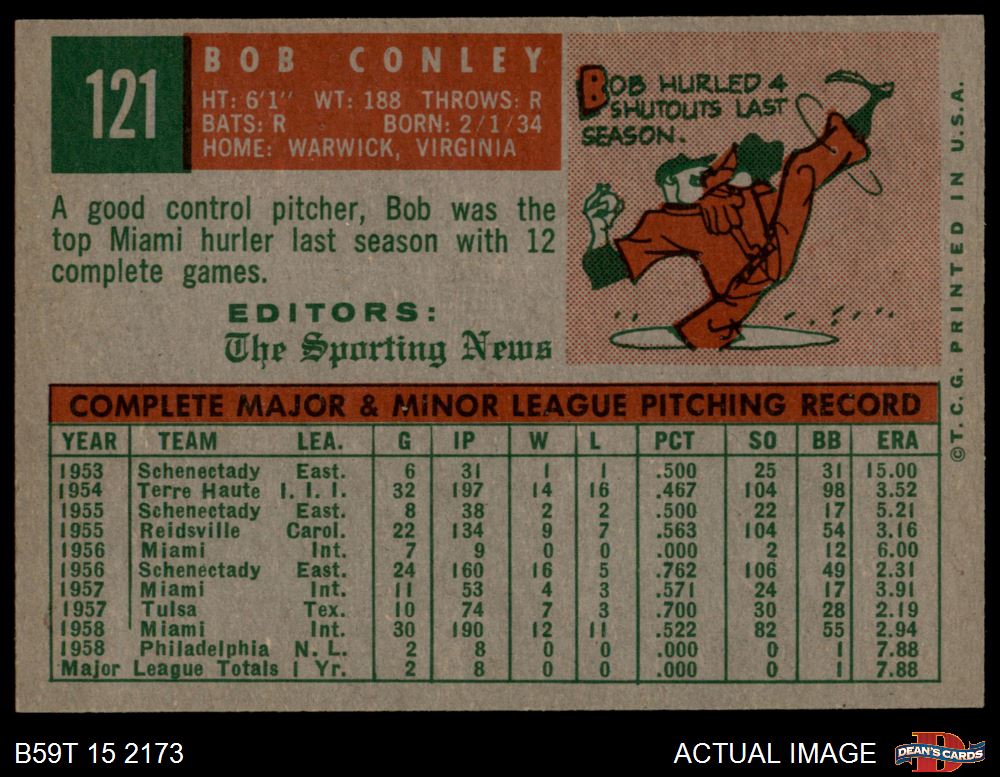 121
BOB CONLEY
HT: 6'1" WT: 188 THROWS: R
BATS: R BORN: 2/1/34
HOME: WARWICK, VIRGINIA
BOB HURLED 4
SHUTOUTS LAST
SEASON.
A good control pitcher, Bob was the
top Miami hurler last season with 12
complete games.
EDITORS:
The Sporting News
©T. C. G. PRINTED IN U.S.A.
COMPLETE MAJOR & MINOR LEAGUE PITCHING RECORD
YEAR TEAM LEA. G IP W L PCT SO BB ERA
1953 Schenectady East. 6 31 1 1 .500 25 31 15.00
1954 Terre Haute I. I. I. 32 197 14 16 .467 104 98 3.52
1955 Schenectady East. 8 38 2 2 .500 22 17 5.21
1955 Reidsville Carol. 22 134 9 7 .563 104 54 3.16
1956 Miami Int. 7 9 0 0 .000 2 12 6.00
1956 Schenectady East. 24 160 16 5 .762 106 49 2.31
1957 Miami Int. 11 53 4 3 .571 24 17 3.91
1957 Tulsa Tex. 10 74 7 3 .700 30 28 2.19
1958 Miami Int. 30 190 12 11 .522 82 55 2.94
1958 Philadelphia N. L. 2 8 0 0 .000 0 1 7.88
Major League Totals 1 Yr. 2 8 0 0 .000 0 1 7.88
B59T 15 2173
ACTUAL IMAGE
D
DEAN'S CARDS